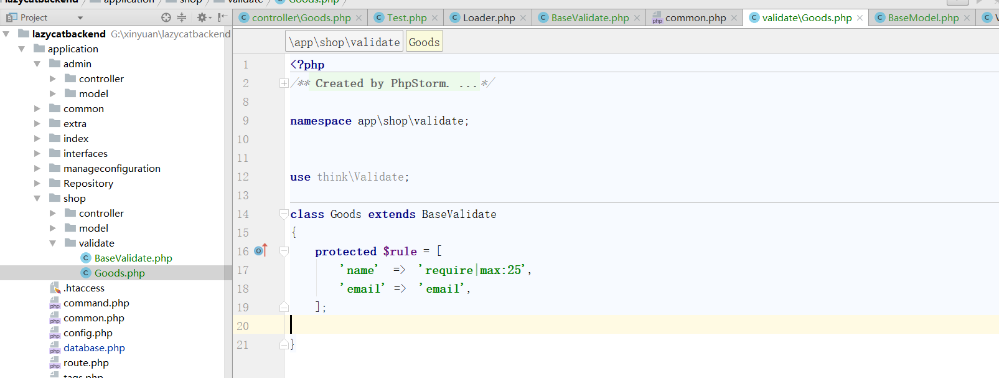 lazycatbackend application shop validate Goods.php
Project
controller\Goods.php Test.php Loader.php BaseValidate.php common.php validate\Goods.php BaseModel.php
lazycatbackend G:\xinyuan\lazycatbackend
application
admin
controller
model
common
extra
index
interfaces
manageconfiguration
Repository
shop
controller
model
validate
BaseValidate.php
Goods.php
.htaccess
command.php
common.php
config.php
database.php
route.php
tags.php
\app\shop\validate Goods
1 <?php
2 /** Created by PhpStorm. ...*/
8
9 namespace app\shop\validate;
10
11
12 use think\Validate;
13
14 class Goods extends BaseValidate
15 {
16 protected $rule = [
17 'name' => 'require|max:25',
18 'email' => 'email',
19 ];
20
21 }